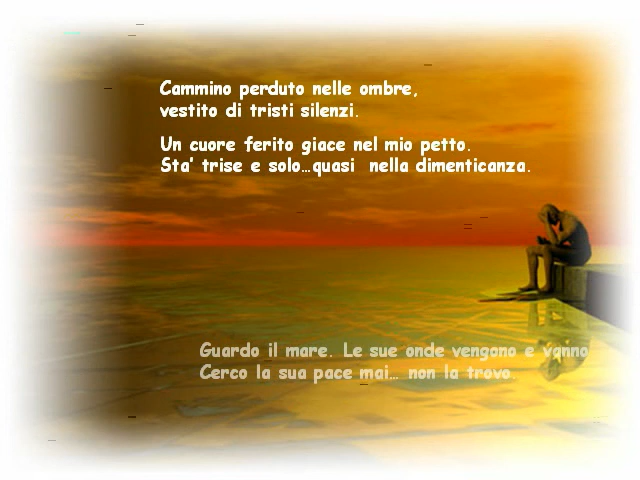 Cammino perduto nelle ombre,
vestito di tristi silenzi.
Un cuore ferito giace nel mio petto.
Sta' trise e solo...quasi nella dimenticanza.
Guardo il mare. Le sue onde vengono e vanno
Cerco la sua pace mai... non la trovo.